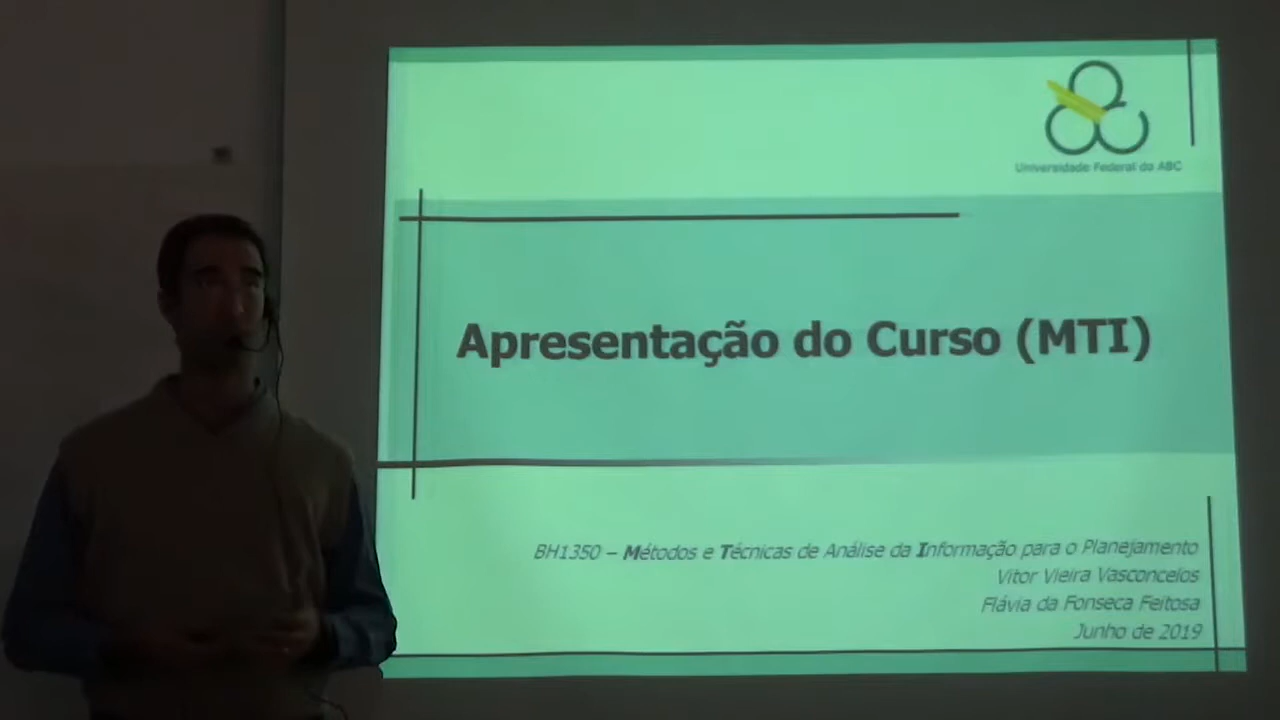 Universidade Federal do ABC
Apresentação do Curso (MTI)
BH1350 – Métodos e Técnicas de Análise da Informação para o Planejamento
Vitor Vieira Vasconcelos
Flávia da Fonseca Feitosa
Junho de 2019